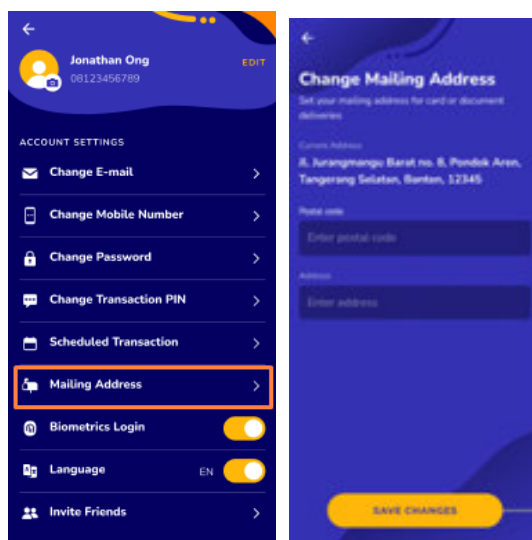 Jonathan Ong
EDIT
08123456789
ACCOUNT SETTINGS
Change E-mail
Change Mobile Number
Change Password
Change Transaction PIN
Scheduled Transaction
Mailing Address
Biometrics Login
Language EN
Invite Friends
Change Mailing Address
Set your mailing address for card or document
deliveries
Current Address
Jl. Jurangmangu Barat no. 8, Pondok Aren,
Tangerang Selatan, Banten, 12345
Postal code
Enter postal code
Address
Enter address
SAVE CHANGES